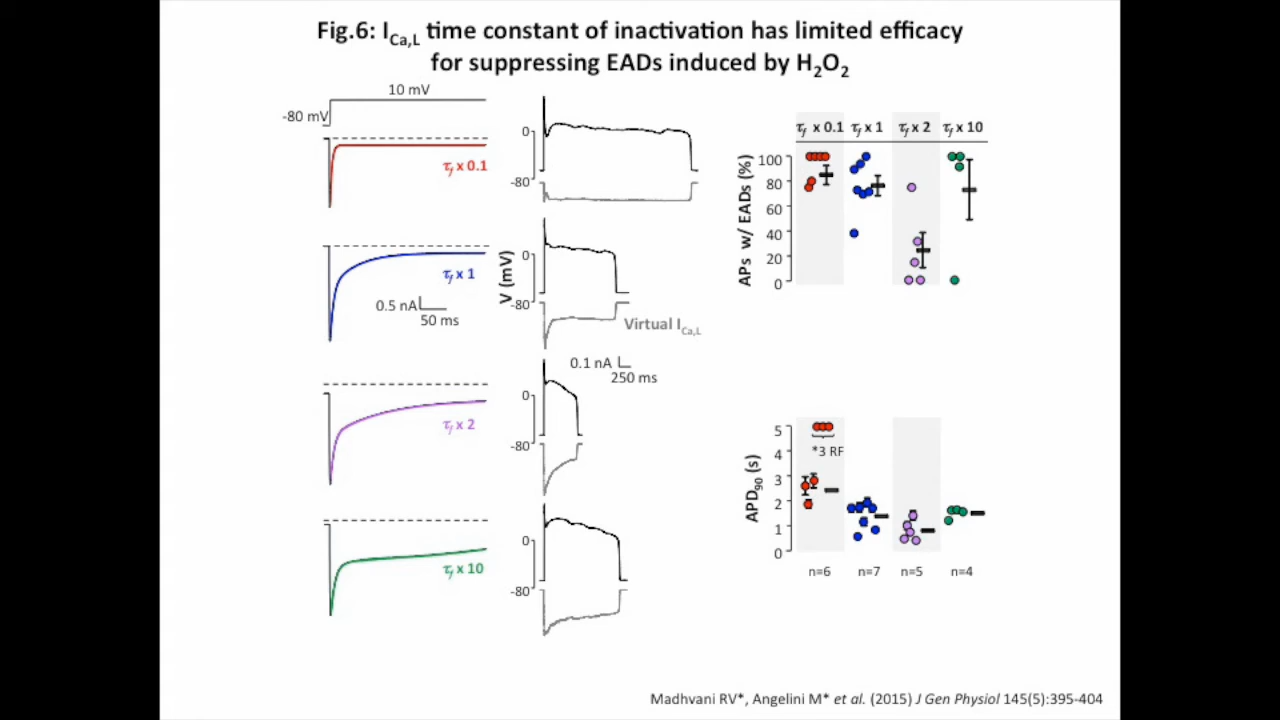 Fig.6: I_Ca,L time constant of inactivation has limited efficacy
for suppressing EADs induced by H2O2
10 mV
-80 mV
τf x 0.1
τf x 1
0.5 nA
50 ms
τf x 2
τf x 10
V (mV)
0
-80
0
-80
Virtual I_Ca,L
0.1 nA
250 ms
0
-80
0
-80
τf x 0.1 τf x 1 τf x 2 τf x 10
APs w/ EADs (%)
100
80
60
40
20
0
APD90 (s)
5
4
3
2
1
0
*3 RF
n=6 n=7 n=5 n=4
Madhvani RV*, Angelini M* et al. (2015) J Gen Physiol 145(5):395-404